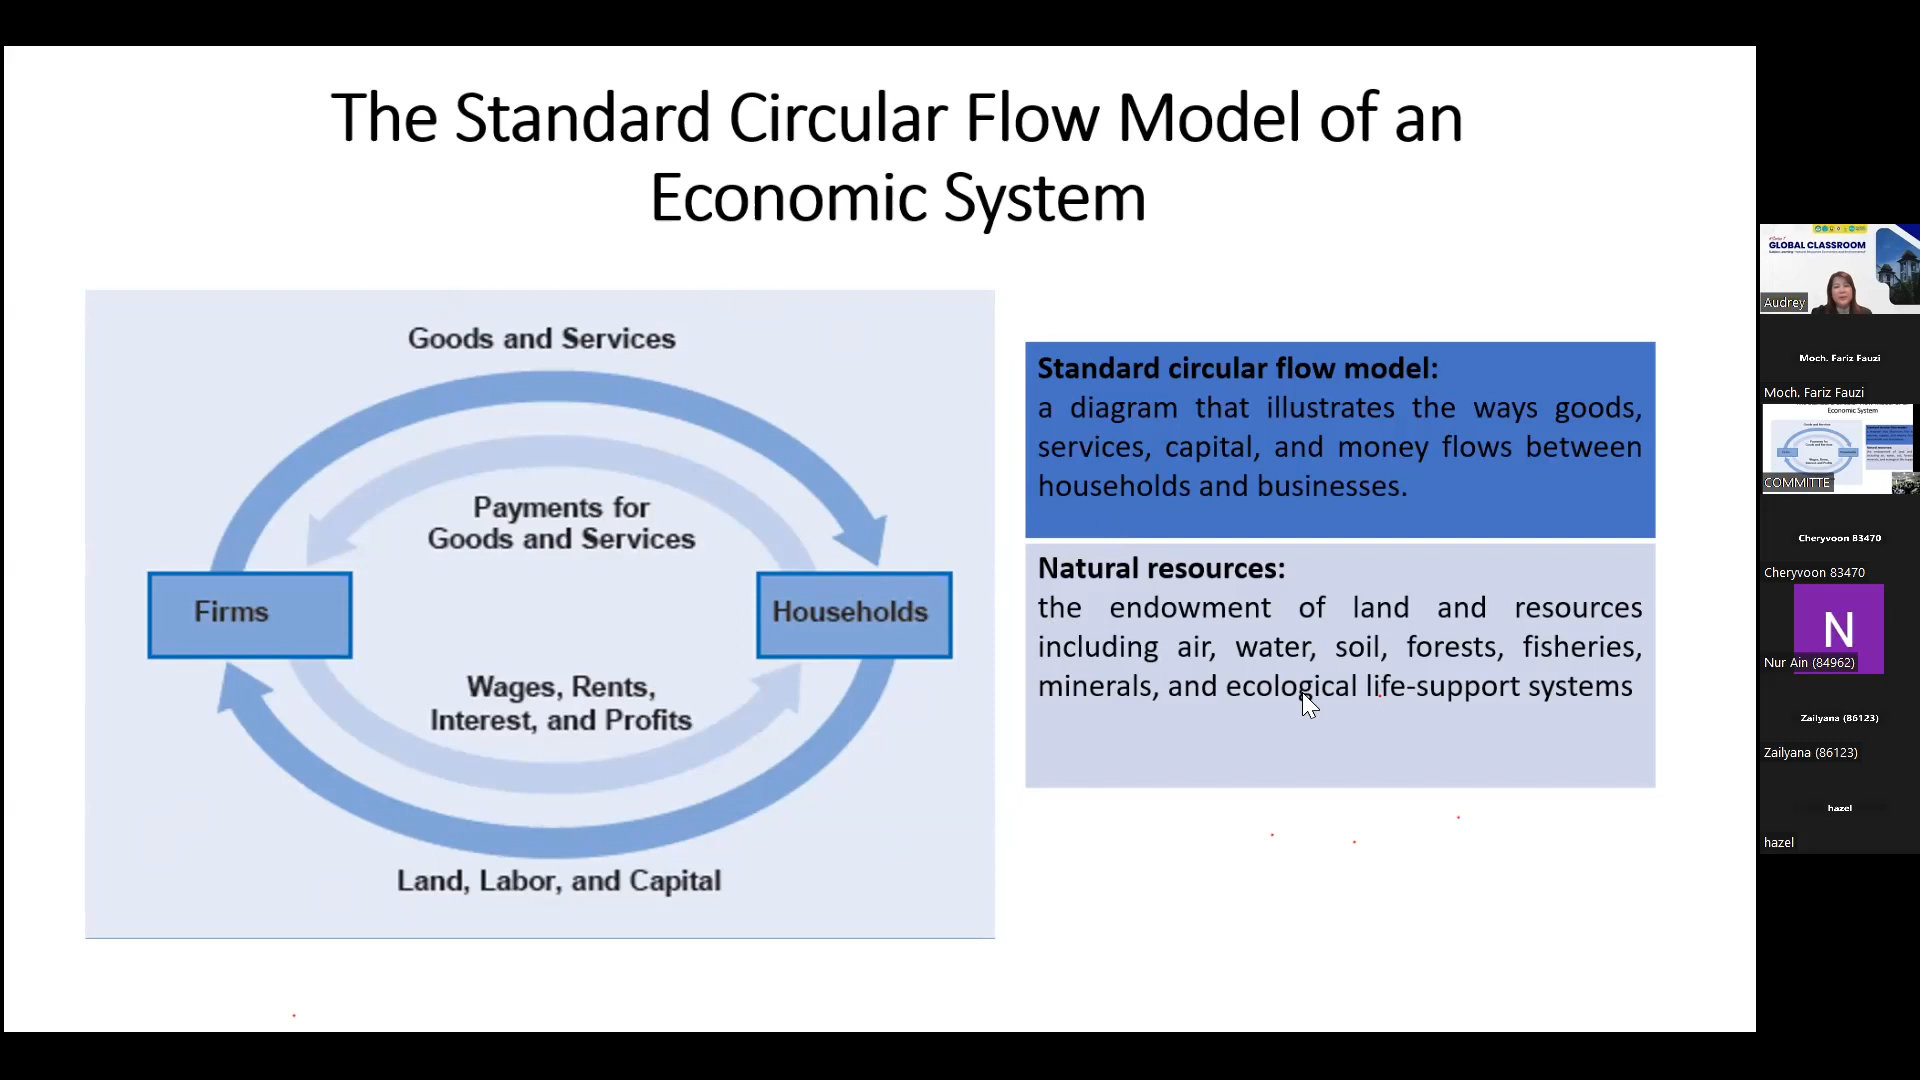 The Standard Circular Flow Model of an
Economic System
Goods and Services
Payments for
Goods and Services
Firms
Households
Wages, Rents,
Interest, and Profits
Land, Labor, and Capital
Standard circular flow model:
a diagram that illustrates the ways goods,
services, capital, and money flows between
households and businesses.
Natural resources:
the endowment of land and resources
including air, water, soil, forests, fisheries,
minerals, and ecological life-support systems
GLOBAL CLASSROOM
Audrey
Moch. Fariz Fauzi
Moch. Fariz Fauzi
Economic System
COMMITTE
Cheryvoon 83470
Cheryvoon 83470
N
Nur Ain (84962)
Zailyana (86123)
Zailyana (86123)
hazel
hazel